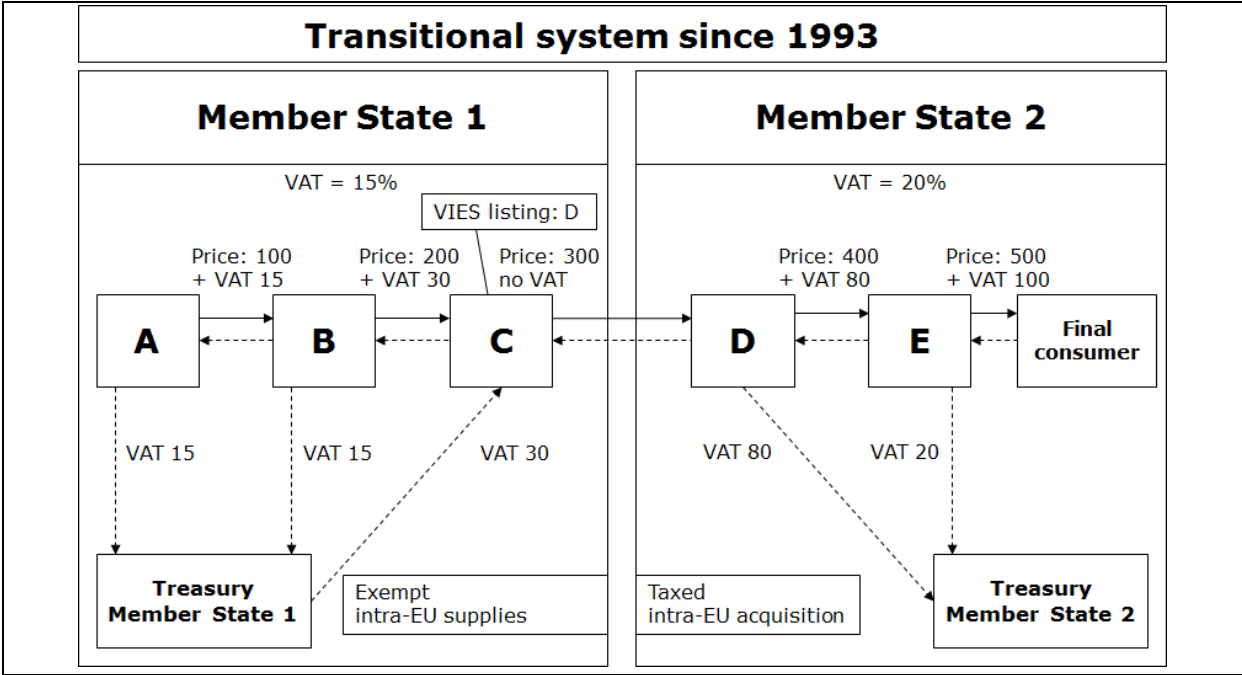 Transitional system since 1993
Member State 1
Member State 2
VAT = 15%
VAT = 20%
VIES listing: D
Price: 100
+ VAT 15
Price: 200
+ VAT 30
Price: 300
no VAT
Price: 400
+ VAT 80
Price: 500
+ VAT 100
A
B
C
D
E
Final
consumer
VAT 15
VAT 15
VAT 30
VAT 80
VAT 20
Treasury
Member State 1
Exempt
intra-EU supplies
Taxed
intra-EU acquisition
Treasury
Member State 2